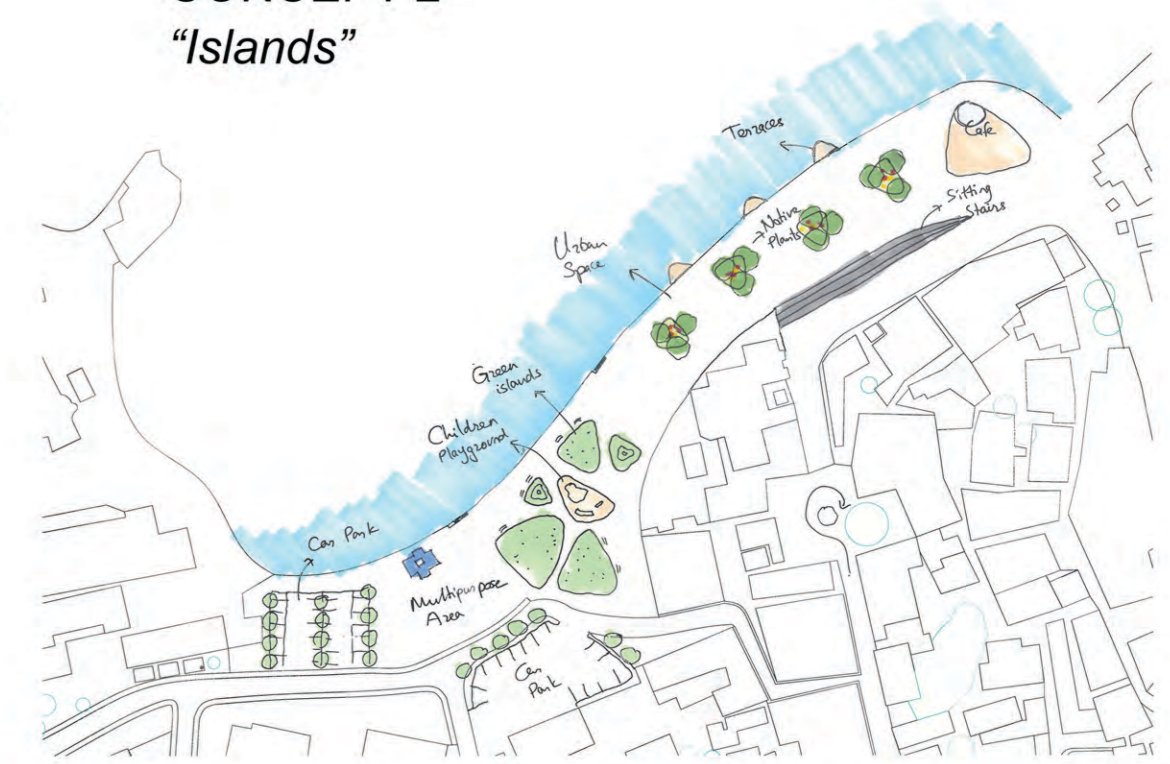 “Islands”
Terraces
Cafe
Sitting
Stairs
Native
Plants
Urban
Space
Green
islands
Children
Playground
Car Park
Multipurpose
Area
Car
Park